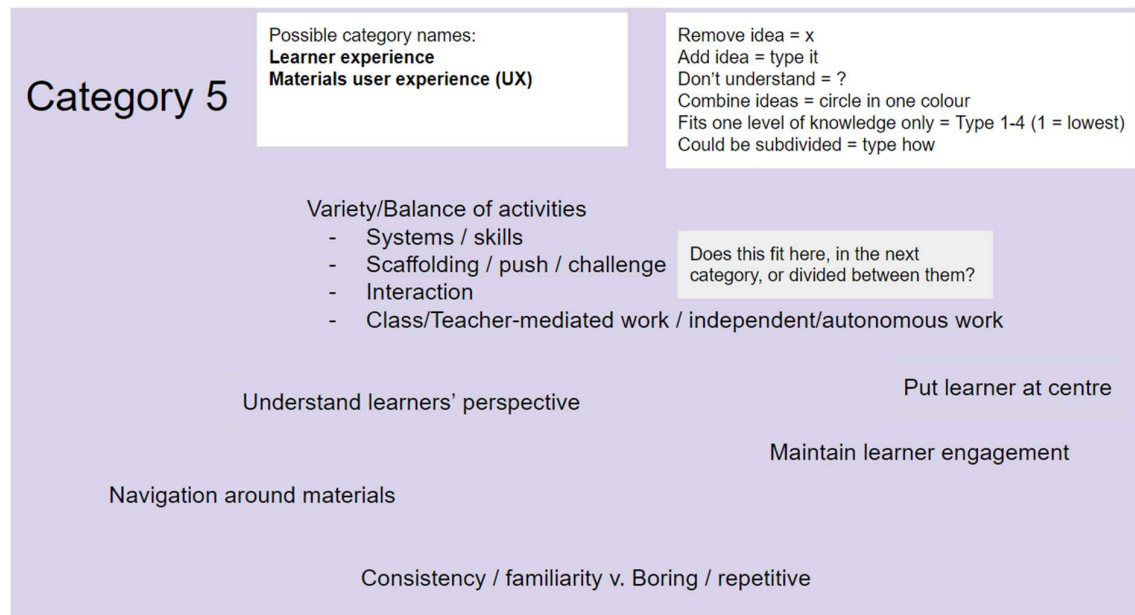 Category 5
Possible category names:
Learner experience
Materials user experience (UX)
Remove idea = x
Add idea = type it
Don't understand = ?
Combine ideas = circle in one colour
Fits one level of knowledge only = Type 1-4 (1 = lowest)
Could be subdivided = type how
Variety/Balance of activities
- Systems / skills
- Scaffolding / push / challenge
- Interaction
- Class/Teacher-mediated work / independent/autonomous work
Does this fit here, in the next
category, or divided between them?
Understand learners' perspective
Put learner at centre
Maintain learner engagement
Navigation around materials
Consistency / familiarity v. Boring / repetitive